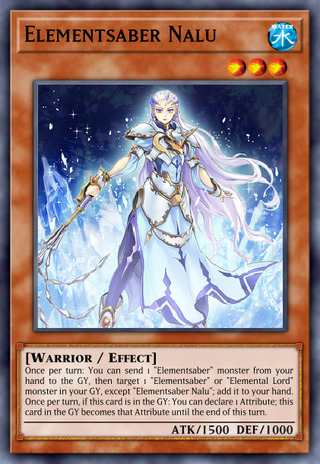 Elementsaber Nalu
WATER
水
[Warrior / Effect]
Once per turn: You can send 1 "Elementsaber" monster from your
hand to the GY, then target 1 "Elementsaber" or "Elemental Lord"
monster in your GY, except "Elementsaber Nalu"; add it to your hand.
Once per turn, if this card is in the GY: You can declare 1 Attribute; this
card in the GY becomes that Attribute until the end of this turn.
ATK/1500 DEF/1000